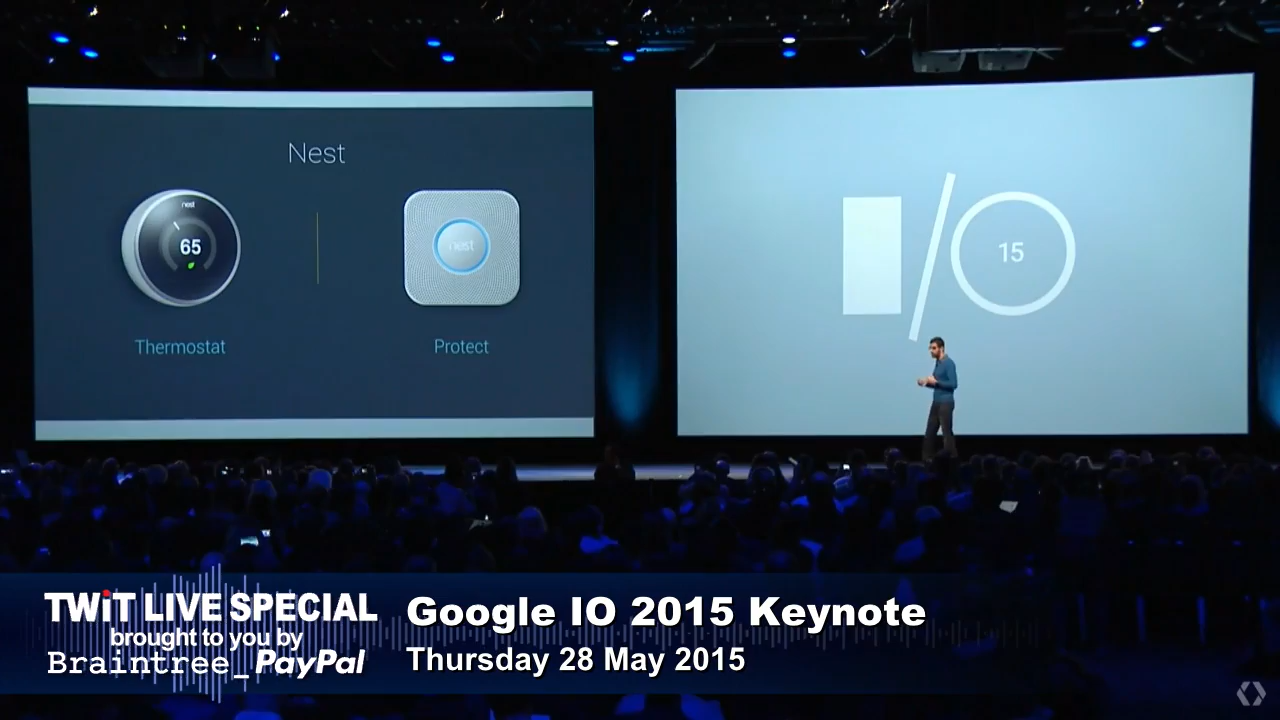 Nest
nest
65
nest
Thermostat
Protect
I/O
15
TWiT LIVE SPECIAL
brought to you by
Braintree_PayPal
Google IO 2015 Keynote
Thursday 28 May 2015